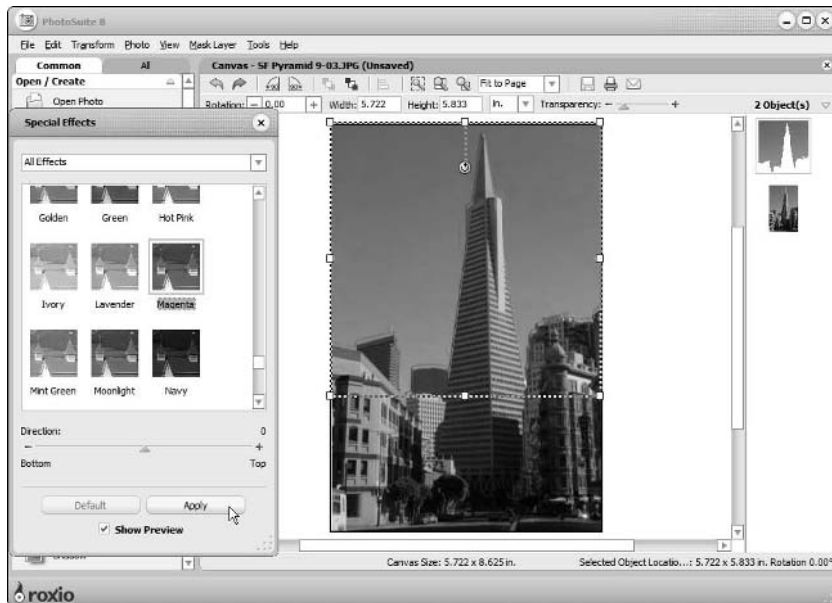 PhotoSuite 8
File Edit Transform Photo View Mask Layer Tools Help
Common All
Canvas - SF Pyramid 9-03.JPG (Unsaved)
Open / Create
Open Photo
Fit to Page
Rotation: 0.00 Width: 5.722 Height: 5.833 in. Transparency:
2 Object(s)
Special Effects
All Effects
Golden Green Hot Pink
Ivory Lavender Magenta
Mint Green Moonlight Navy
Direction: 0
Bottom Top
Default Apply
Show Preview
Canvas Size: 5.722 x 8.625 in. Selected Object Locatio...: 5.722 x 5.833 in. Rotation 0.00°
roxio